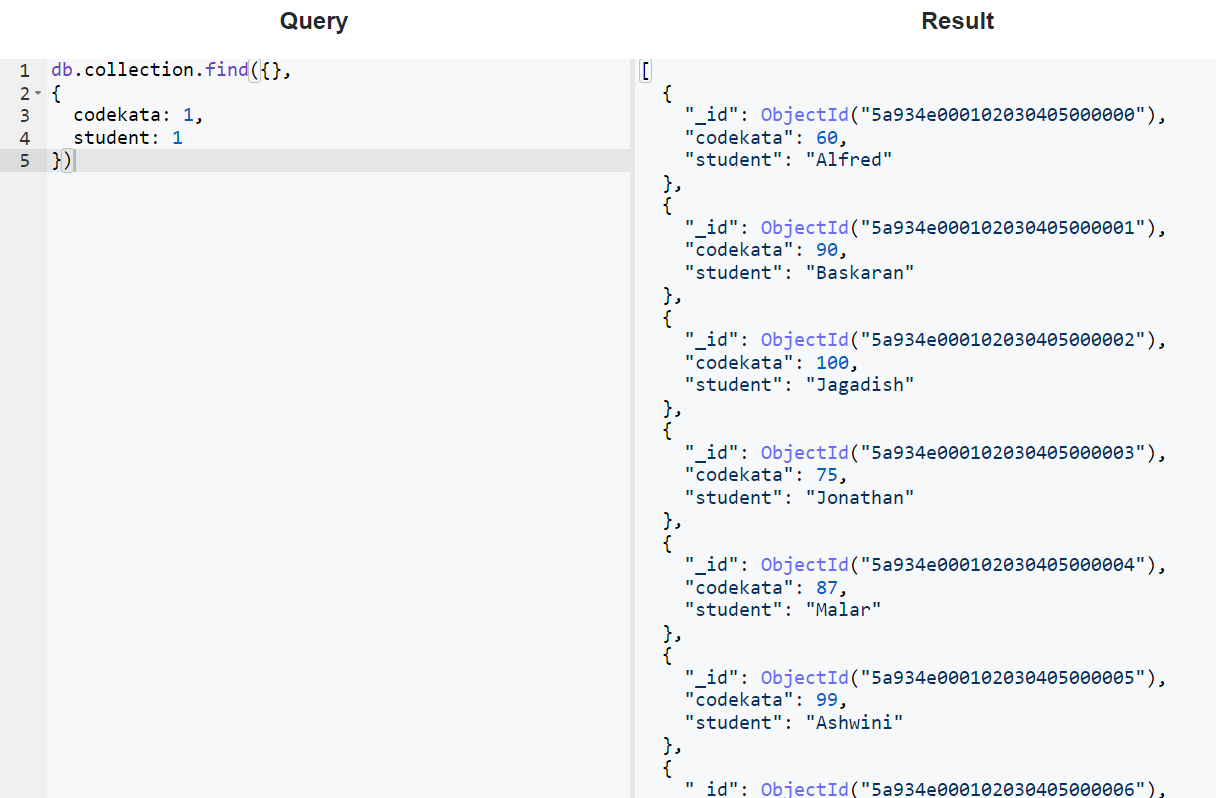 Query
1 db.collection.find({},
2 {
3 codekata: 1,
4 student: 1
5 })
Result
[
{
"_id": ObjectId("5a934e000102030405000000"),
"codekata": 60,
"student": "Alfred"
},
{
"_id": ObjectId("5a934e000102030405000001"),
"codekata": 90,
"student": "Baskaran"
},
{
"_id": ObjectId("5a934e000102030405000002"),
"codekata": 100,
"student": "Jagadish"
},
{
"_id": ObjectId("5a934e000102030405000003"),
"codekata": 75,
"student": "Jonathan"
},
{
"_id": ObjectId("5a934e000102030405000004"),
"codekata": 87,
"student": "Malar"
},
{
"_id": ObjectId("5a934e000102030405000005"),
"codekata": 99,
"student": "Ashwini"
},
{
"_id": ObjectId("5a934e000102030405000006"),